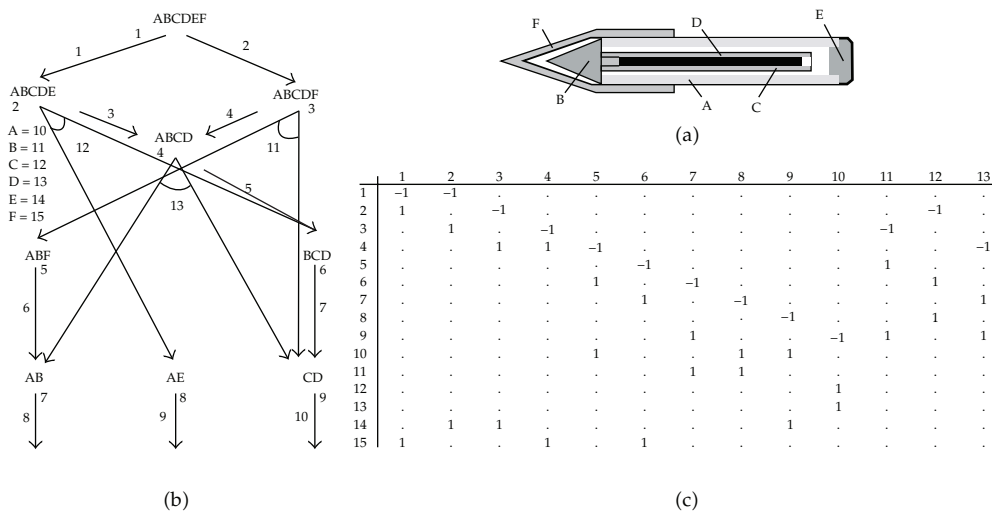 ABCDEF
1
1
2
ABCDE
2
ABCDF
3
3
4
A = 10
B = 11
C = 12
D = 13
E = 14
F = 15
12
ABCD
4
11
5
13
ABF
5
BCD
6
6
7
AB
7
AE
8
CD
9
8
9
10
(b)
F
D
E
B
A
C
(a)
1 2 3 4 5 6 7 8 9 10 11 12 13
1 −1 −1 . . . . . . . . . . .
2 1 . −1 . . . . . . . . −1 .
3 . 1 . −1 . . . . . . −1 . .
4 . . 1 1 −1 . . . . . . . −1
5 . . . . . −1 . . . . 1 . .
6 . . . . 1 . −1 . . . . 1 .
7 . . . . . 1 . −1 . . . . 1
8 . . . . . . . . −1 . . 1 .
9 . . . . . . 1 . . −1 1 . 1
10 . . . . 1 . . 1 1 . . . .
11 . . . . . . 1 1 . . . . .
12 . . . . . . . . . 1 . . .
13 . . . . . . . . . 1 . . .
14 . 1 1 . . . . . 1 . . . .
15 1 . . 1 . 1 . . . . . . .
(c)